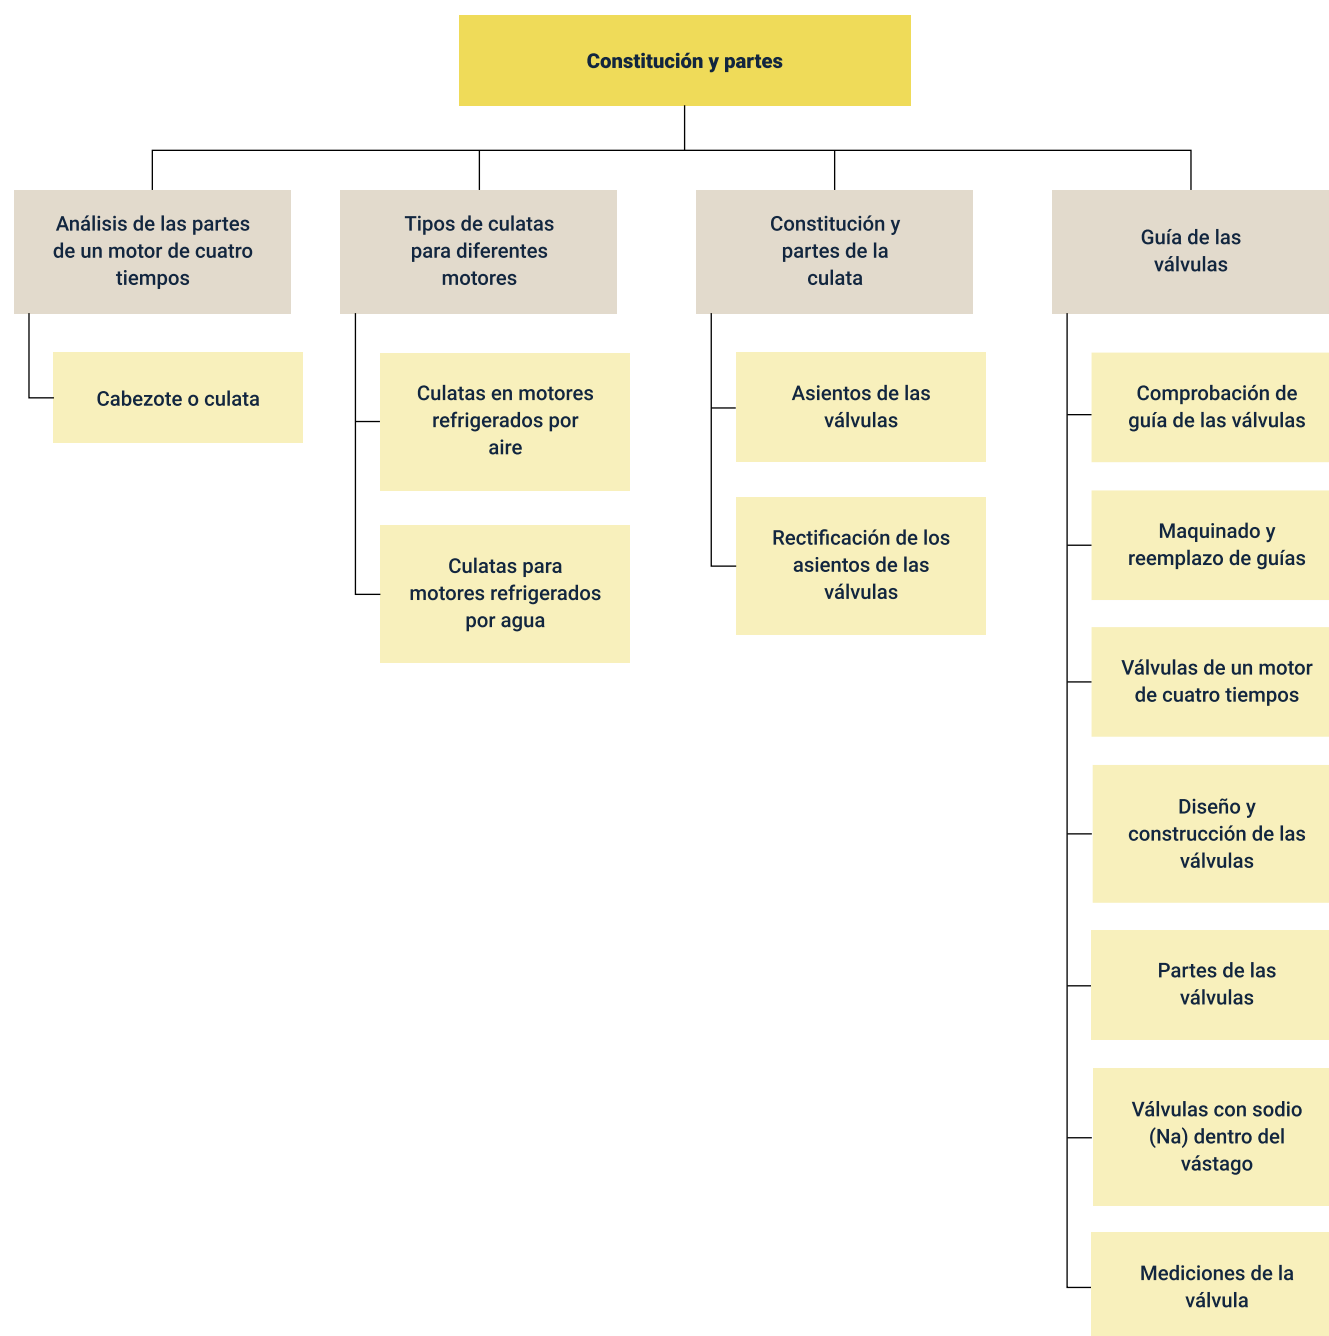 Constitución y partes
Análisis de las partes
de un motor de cuatro
tiempos
Cabezote o culata
Tipos de culatas
para diferentes
motores
Culatas en motores
refrigerados por
aire
Culatas para
motores refrigerados
por agua
Constitución y
partes de la
culata
Asientos de las
válvulas
Rectificación de los
asientos de las
válvulas
Guía de las
válvulas
Comprobación de
guía de las válvulas
Maquinado y
reemplazo de guías
Válvulas de un motor
de cuatro tiempos
Diseño y
construcción de las
válvulas
Partes de las
válvulas
Válvulas con sodio
(Na) dentro del
vástago
Mediciones de la
válvula